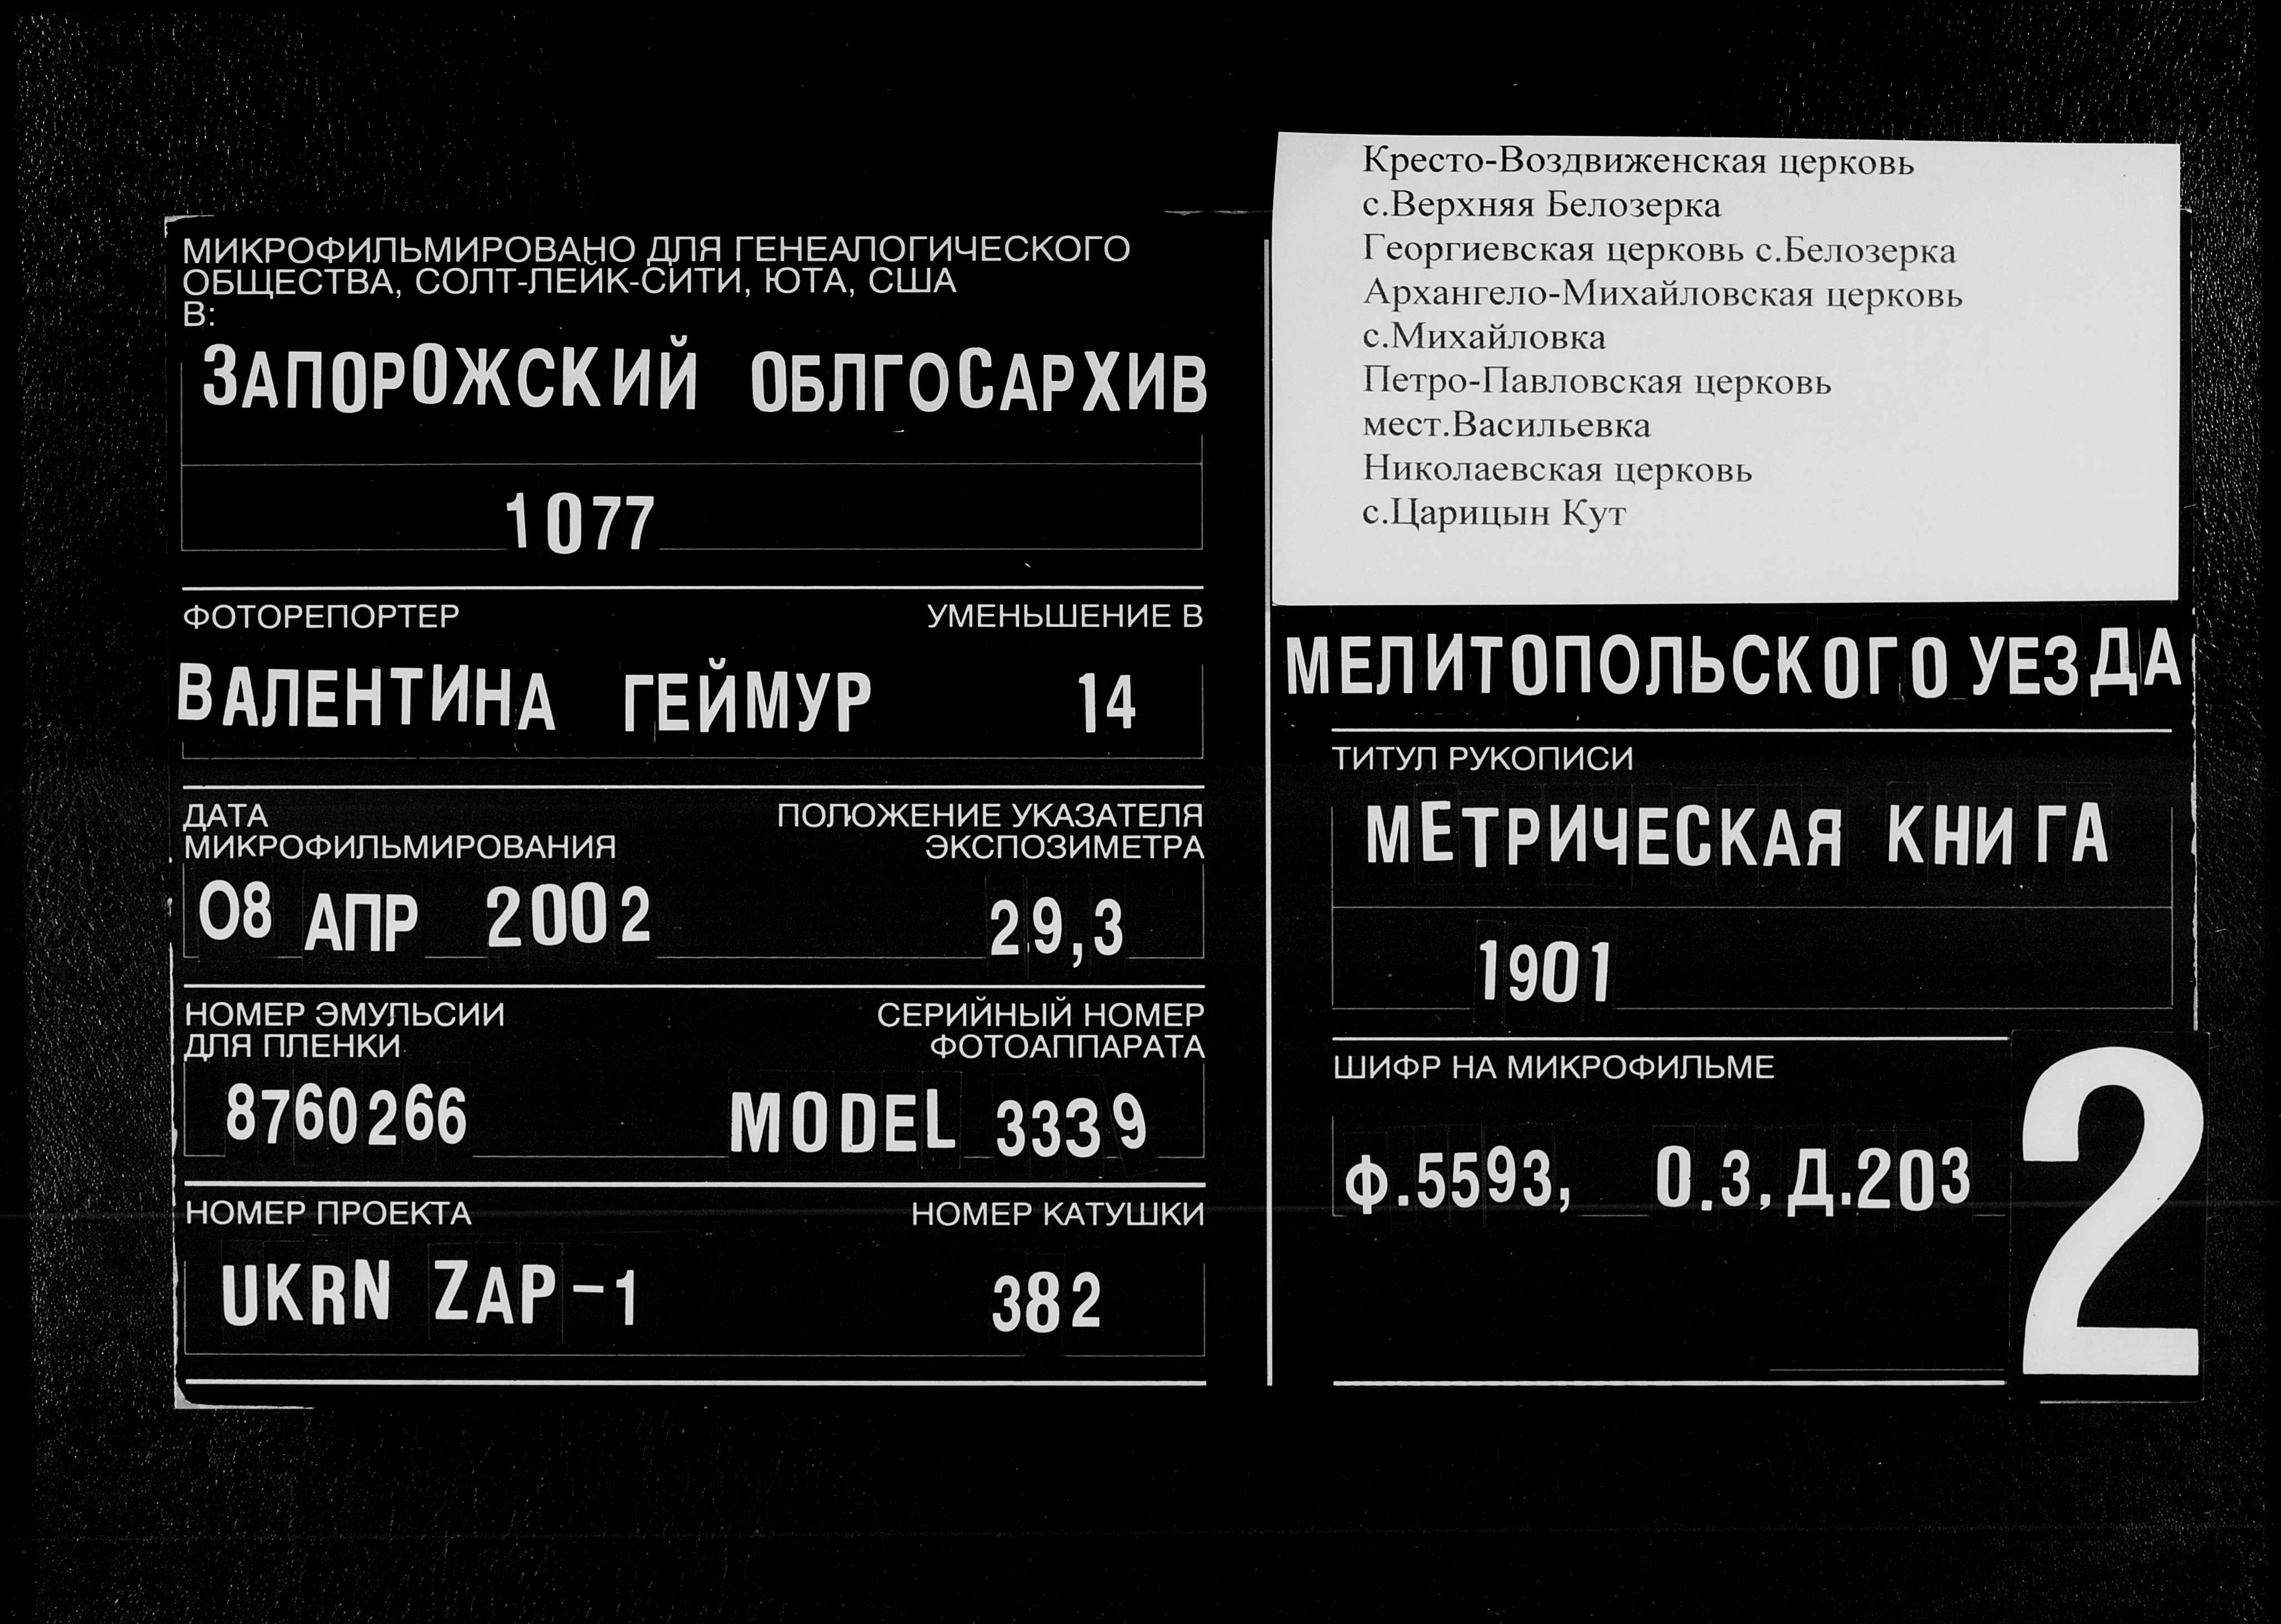 МИКРОФИЛЬМИРОВАНО ДЛЯ ГЕНЕАЛОГИЧЕСКОГО
ОБЩЕСТВА, СОЛТ-ЛЕЙК-СИТИ, ЮТА, США
В:
ЗАПОРОЖСКИЙ ОБЛГОСАРХИВ
1077
ФОТОРЕПОРТЕР УМЕНЬШЕНИЕ В
ВАЛЕНТИНА ГЕЙМУР 14
ДАТА ПОЛОЖЕНИЕ УКАЗАТЕЛЯ
МИКРОФИЛЬМИРОВАНИЯ ЭКСПОЗИМЕТРА
08 АПР 2002 29,3
НОМЕР ЭМУЛЬСИИ СЕРИЙНЫЙ НОМЕР
ДЛЯ ПЛЕНКИ ФОТОАППАРАТА
8760266 MODEL 3339
НОМЕР ПРОЕКТА НОМЕР КАТУШКИ
UKRN ZAP-1 382
Кресто-Воздвиженская церковь
с.Верхняя Белозерка
Георгиевская церковь с.Белозерка
Архангело-Михайловская церковь
с.Михайловка
Петро-Павловская церковь
мест.Васильевка
Николаевская церковь
с.Царицын Кут
МЕЛИТОПОЛЬСКОГО УЕЗДА
ТИТУЛ РУКОПИСИ
МЕТРИЧЕСКАЯ КНИГА
1901
ШИФР НА МИКРОФИЛЬМЕ
Ф.5593, О.3, Д.203
2